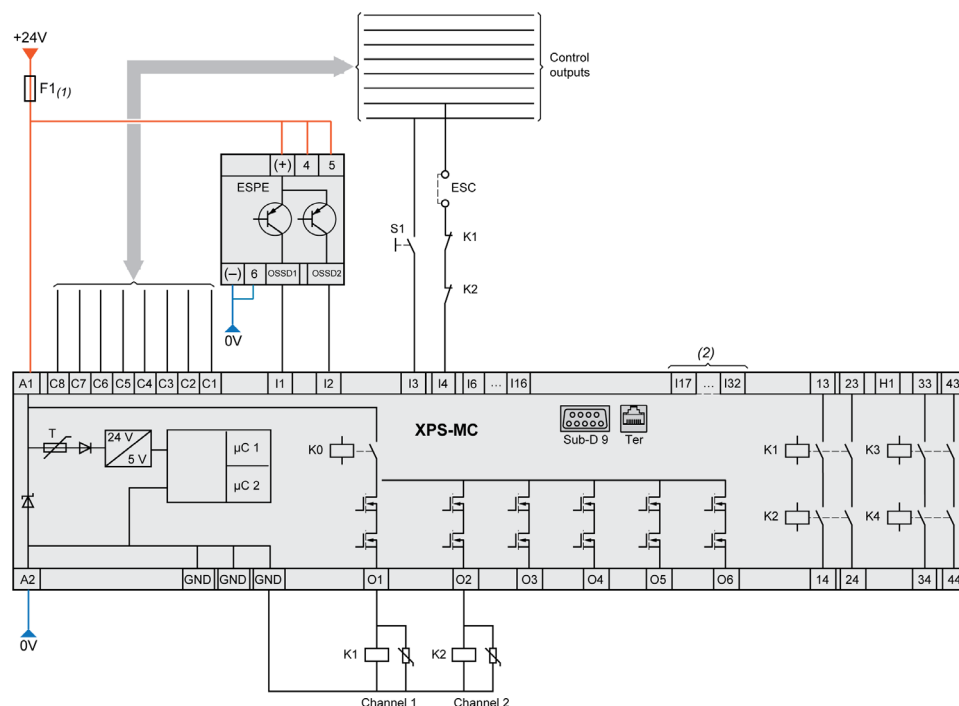 +24V
F1(1)
Control
outputs
(+) 4 5
ESPE
ESC
S1
K1
(–) 6 OSSD1 OSSD2
K2
0V
(2)
A1 C8 C7 C6 C5 C4 C3 C2 C1 I1 I2 I3 I4 I6 ... I16 I17 ... I32 13 23 H1 33 43
T
24 V
5 V
µC 1
µC 2
K0
XPS-MC
Sub-D 9 Ter
K1 K3
K2 K4
A2 GND GND GND O1 O2 O3 O4 O5 O6 14 24 34 44
0V
K1 K2
Channel 1 Channel 2